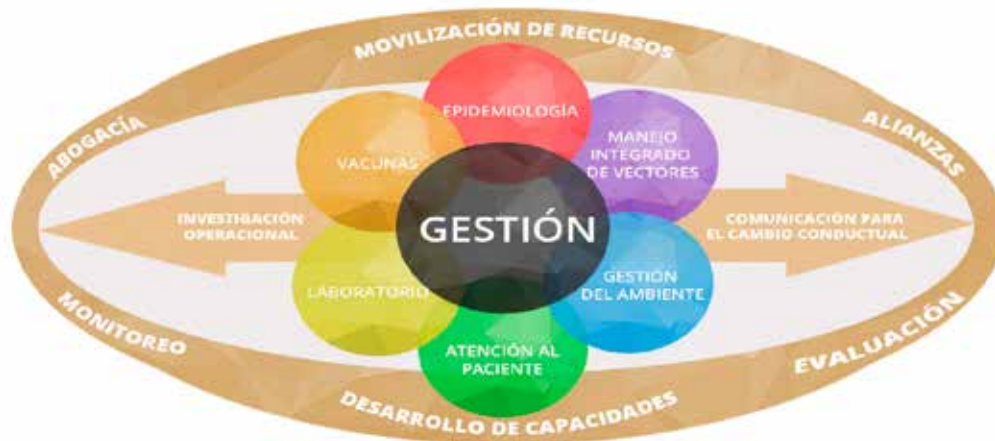 MOVILIZACIÓN DE RECURSOS
ABOGACÍA
ALIANZAS
EPIDEMIOLOGÍA
VACUNAS
MANEJO
INTEGRADO
DE VECTORES
INVESTIGACIÓN
OPERACIONAL
GESTIÓN
COMUNICACIÓN PARA
EL CAMBIO CONDUCTUAL
LABORATORIO
GESTIÓN
DEL AMBIENTE
ATENCIÓN AL
PACIENTE
MONITOREO
EVALUACIÓN
DESARROLLO DE CAPACIDADES